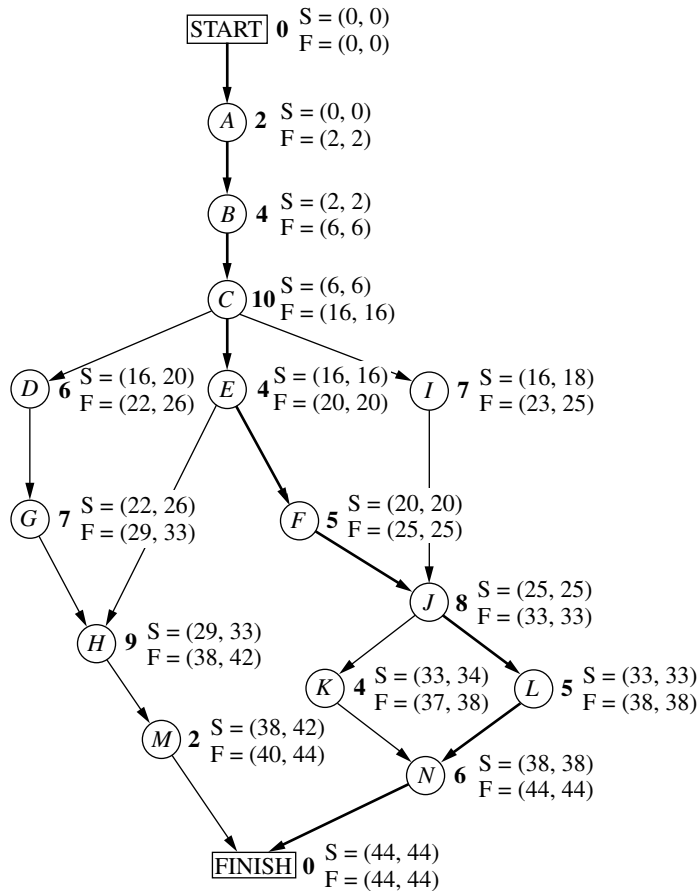 START 0 S = (0, 0)
F = (0, 0)
A 2 S = (0, 0)
F = (2, 2)
B 4 S = (2, 2)
F = (6, 6)
C 10 S = (6, 6)
F = (16, 16)
D 6 S = (16, 20)
F = (22, 26)
E 4 S = (16, 16)
F = (20, 20)
I 7 S = (16, 18)
F = (23, 25)
G 7 S = (22, 26)
F = (29, 33)
F 5 S = (20, 20)
F = (25, 25)
J 8 S = (25, 25)
F = (33, 33)
H 9 S = (29, 33)
F = (38, 42)
K 4 S = (33, 34)
F = (37, 38)
L 5 S = (33, 33)
F = (38, 38)
M 2 S = (38, 42)
F = (40, 44)
N 6 S = (38, 38)
F = (44, 44)
FINISH 0 S = (44, 44)
F = (44, 44)